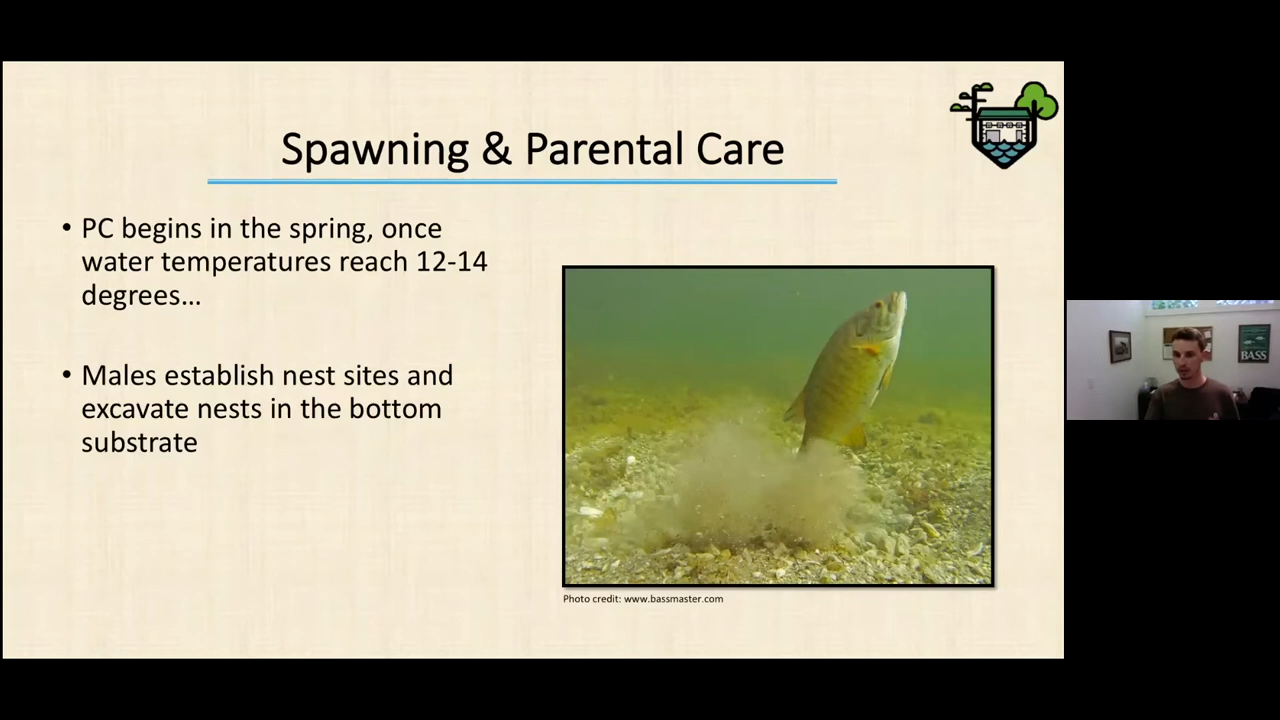 Spawning & Parental Care
• PC begins in the spring, once
water temperatures reach 12-14
degrees...
• Males establish nest sites and
excavate nests in the bottom
substrate
Photo credit: www.bassmaster.com
BASS